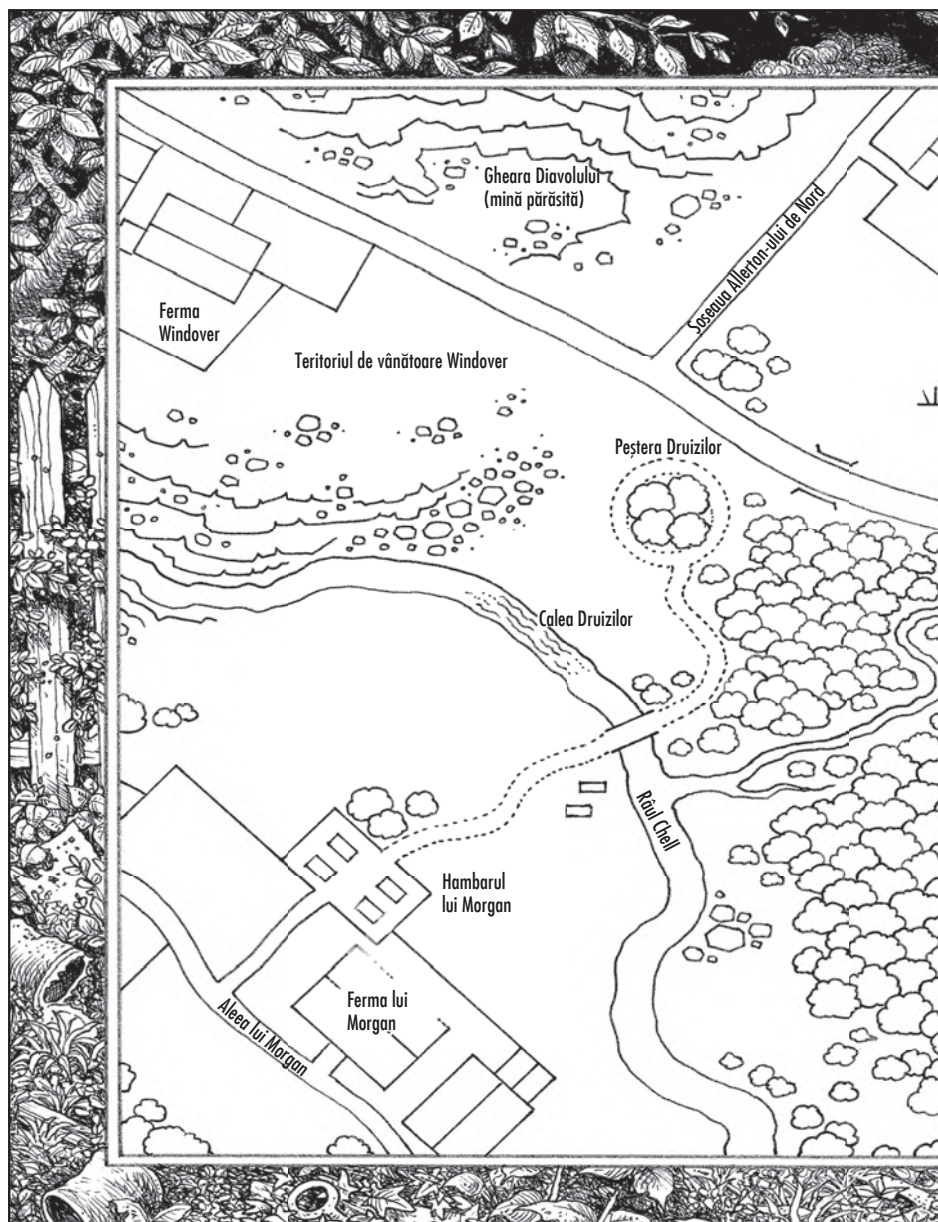 Gheara Diavolului
(mină părăsită)
Soseaua Allerton-ului de Nord
Ferma
Windover
Teritoriul de vânătoare Windover
Peștera Druizilor
Calea Druizilor
Râul Chell
Hambarul
lui Morgan
Ferma lui
Morgan
Aleea lui Morgan